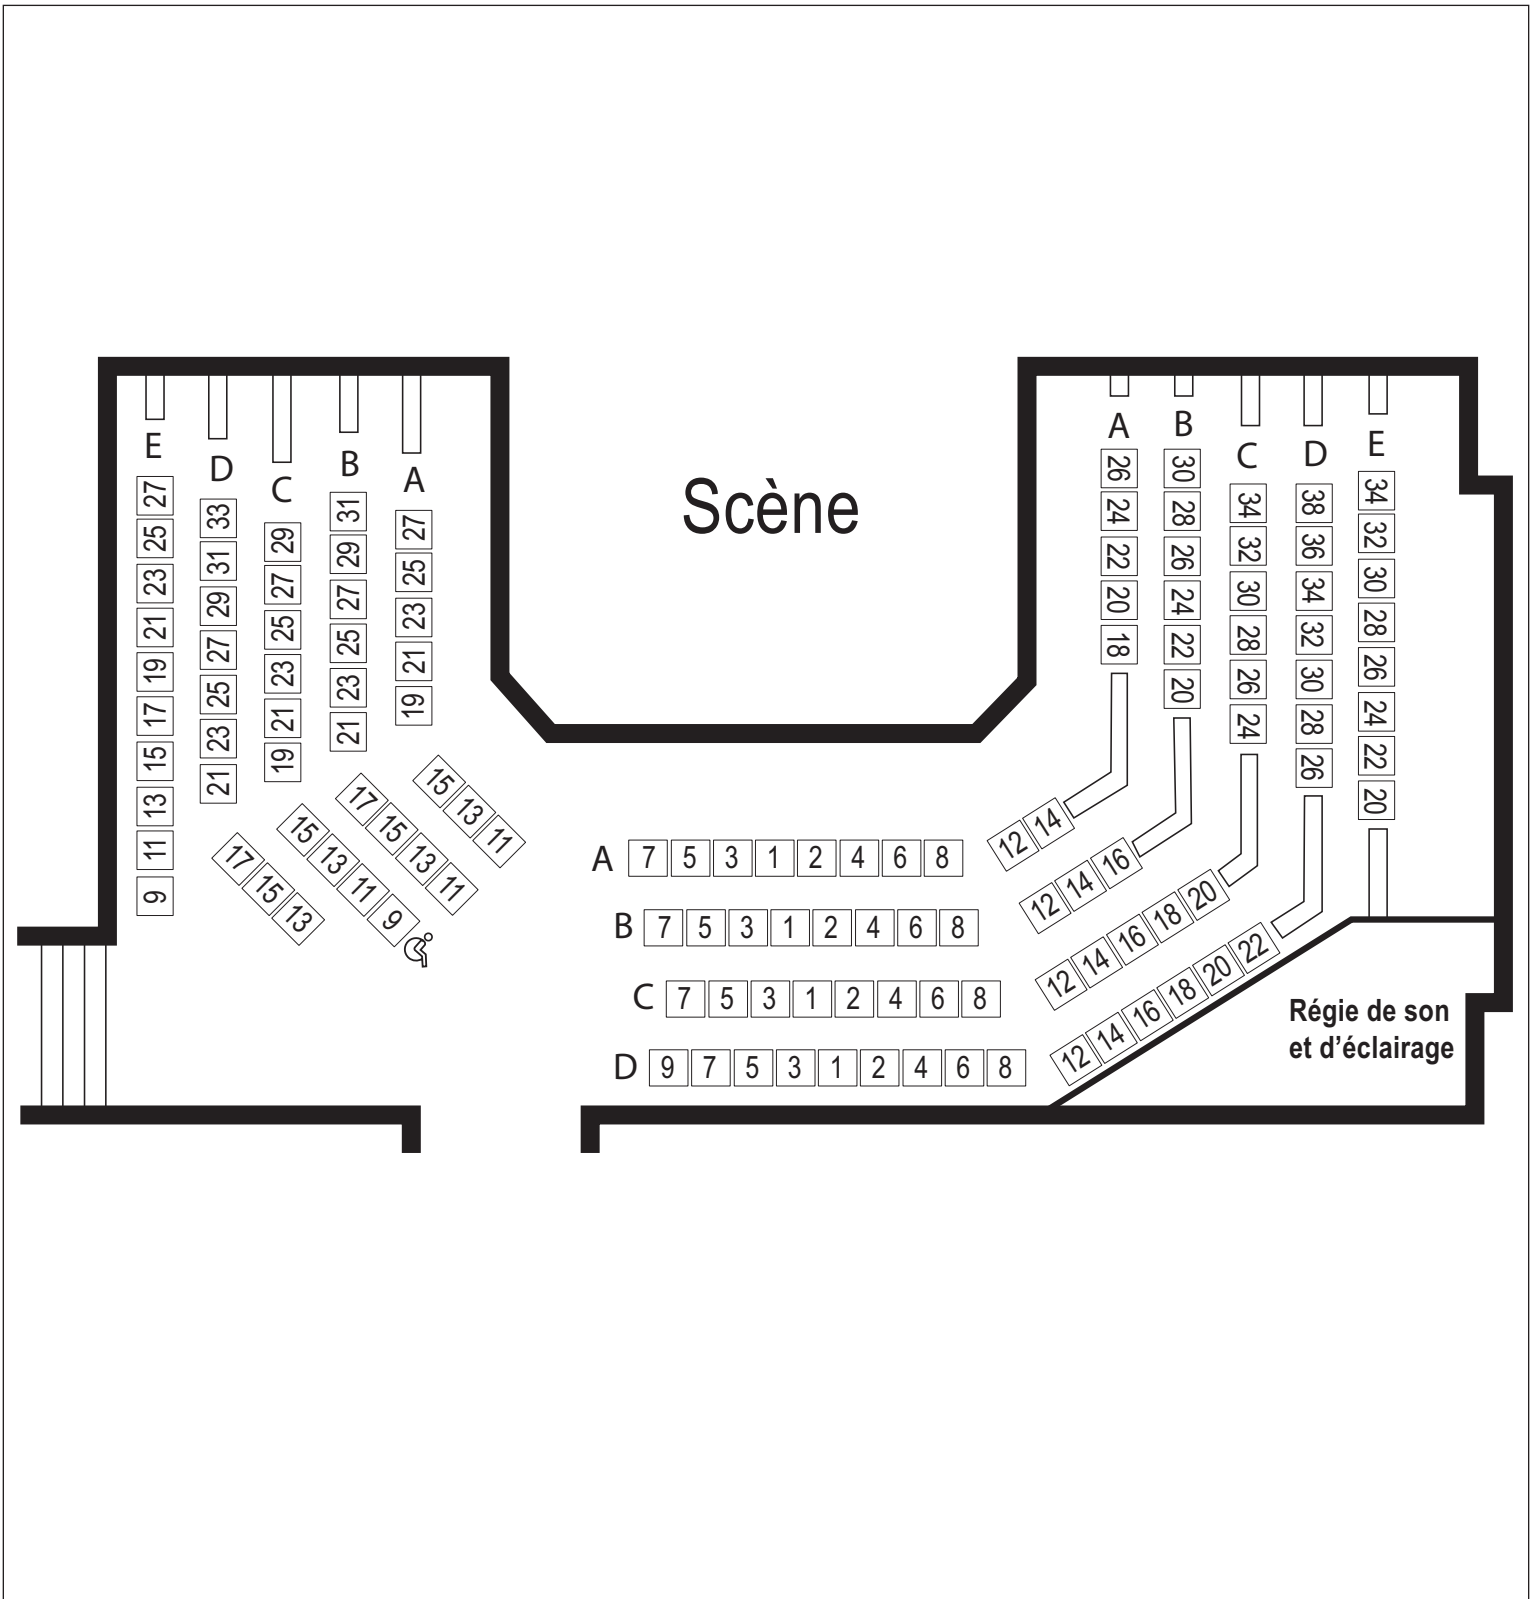 Scène
E
27
25
23
21
19
17
15
13
11
9
D
33
31
29
27
25
23
21
C
29
27
25
23
21
19
B
31
29
27
25
23
21
A
27
25
23
21
19
15 13 11
17 15 13 11
15 13 11 9
17 15 13
A 7 5 3 1 2 4 6 8
B 7 5 3 1 2 4 6 8
C 7 5 3 1 2 4 6 8
D 9 7 5 3 1 2 4 6 8
12 14
12 14 16
12 14 16 18 20
12 14 16 18 20 22
A
26
24
22
20
18
B
30
28
26
24
22
20
C
34
32
30
28
26
24
D
38
36
34
32
30
28
26
E
34
32
30
28
26
24
22
20
Régie de son
et d’éclairage